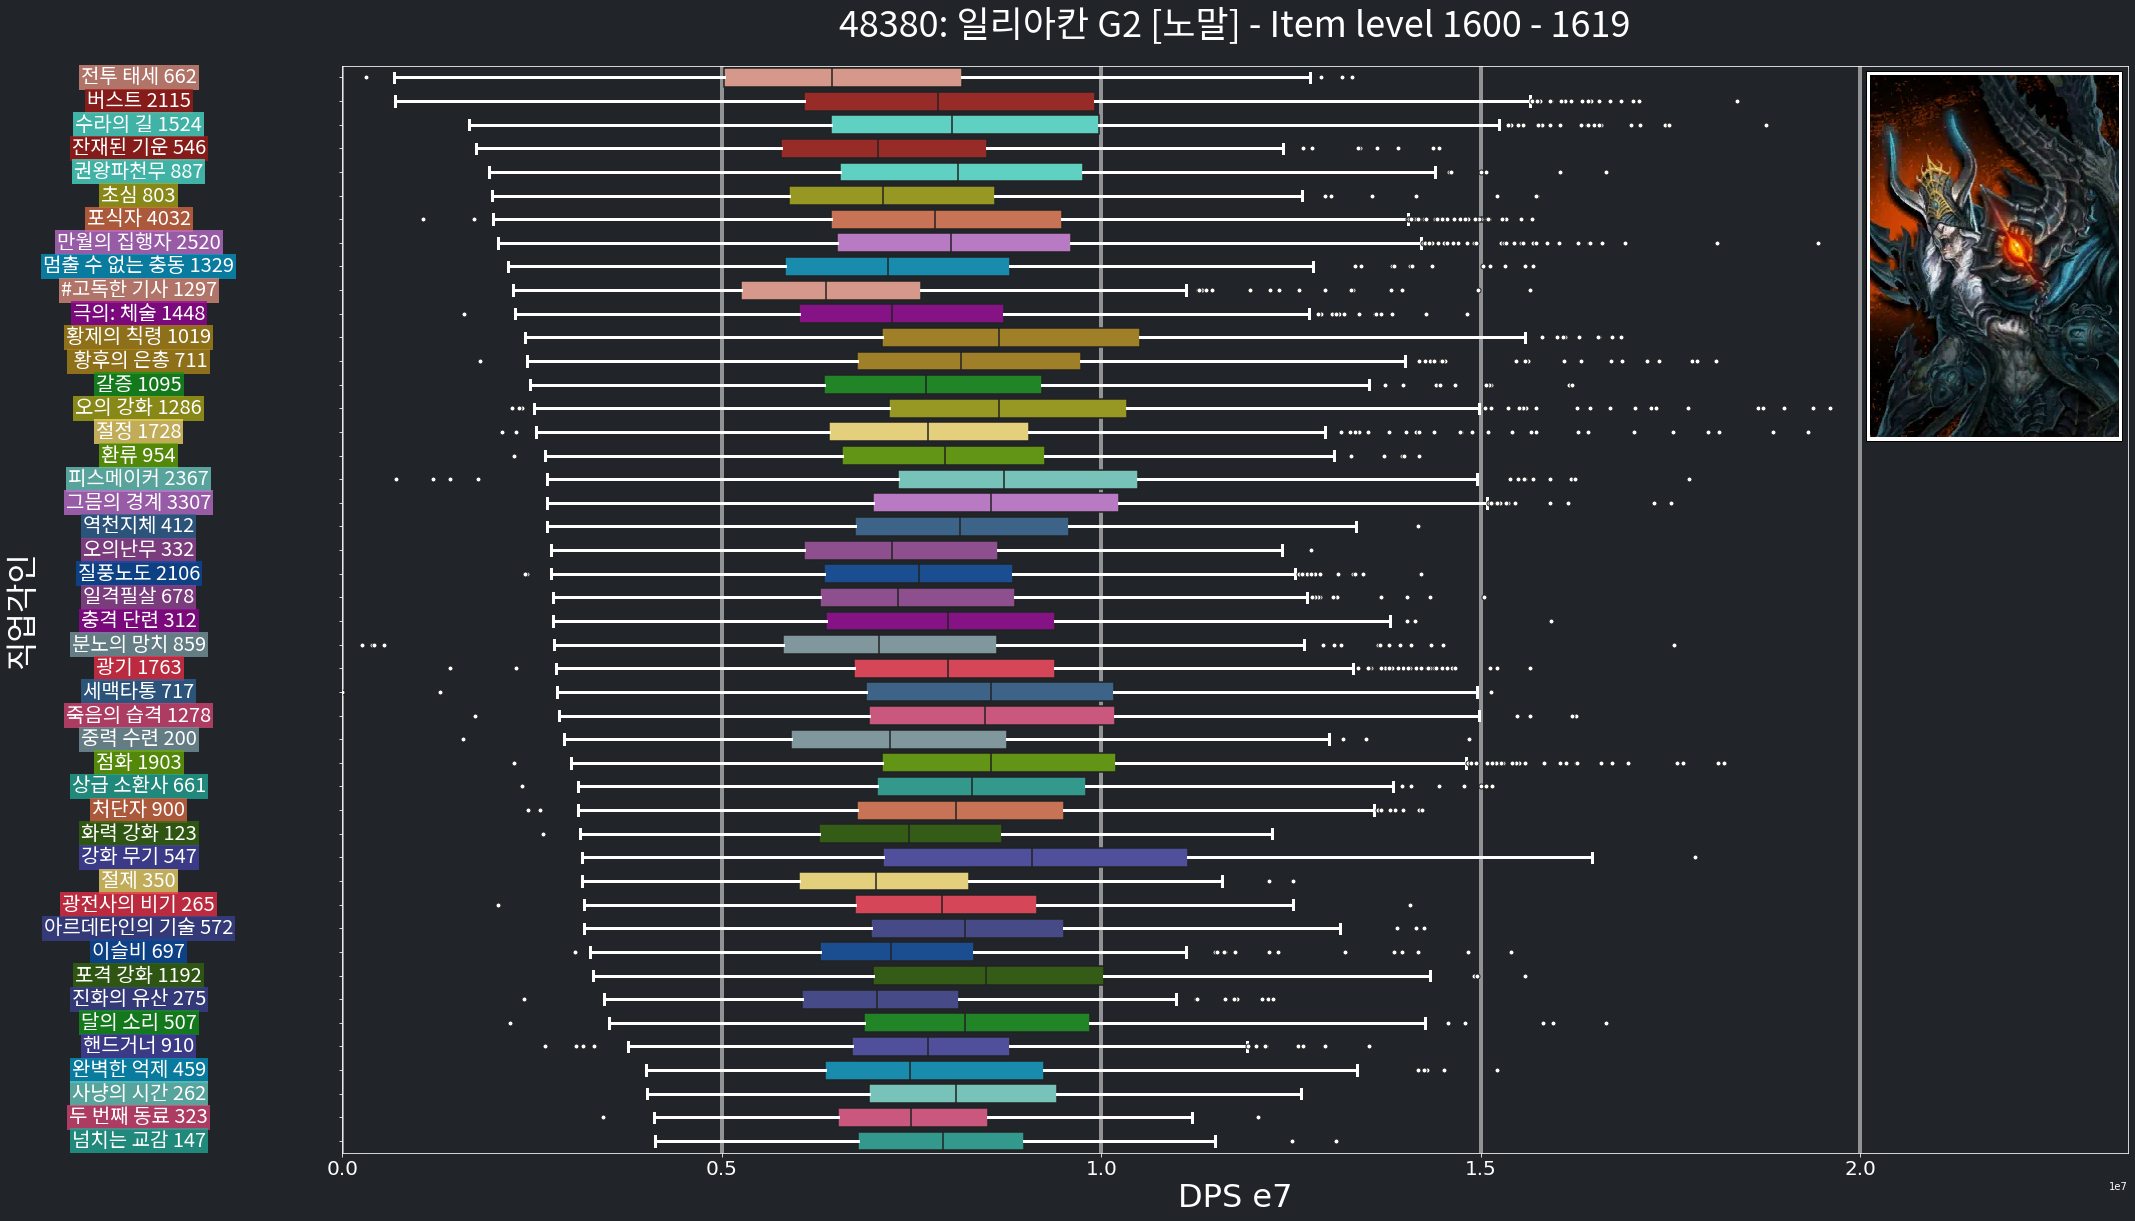 48380: 일리아칸 G2 [노말] - Item level 1600 - 1619
전투 태세 662
버스트 2115
수라의 길 1524
잔재된 기운 546
권왕파천무 887
초심 803
포식자 4032
만월의 집행자 2520
멈출 수 없는 충동 1329
#고독한 기사 1297
극의: 체술 1448
황제의 칙령 1019
황후의 은총 711
갈증 1095
오의 강화 1286
절정 1728
환류 954
피스메이커 2367
그믐의 경계 3307
역천지체 412
오의난무 332
질풍노도 2106
일격필살 678
충격 단련 312
분노의 망치 859
광기 1763
세맥타통 717
죽음의 습격 1278
중력 수련 200
점화 1903
상급 소환사 661
처단자 900
화력 강화 123
강화 무기 547
절제 350
광전사의 비기 265
아르데타인의 기술 572
이슬비 697
포격 강화 1192
진화의 유산 275
달의 소리 507
핸드거너 910
완벽한 억제 459
사냥의 시간 262
두 번째 동료 323
넘치는 교감 147
직업각인
0.0 0.5 1.0 1.5 2.0
DPS e7
1e7